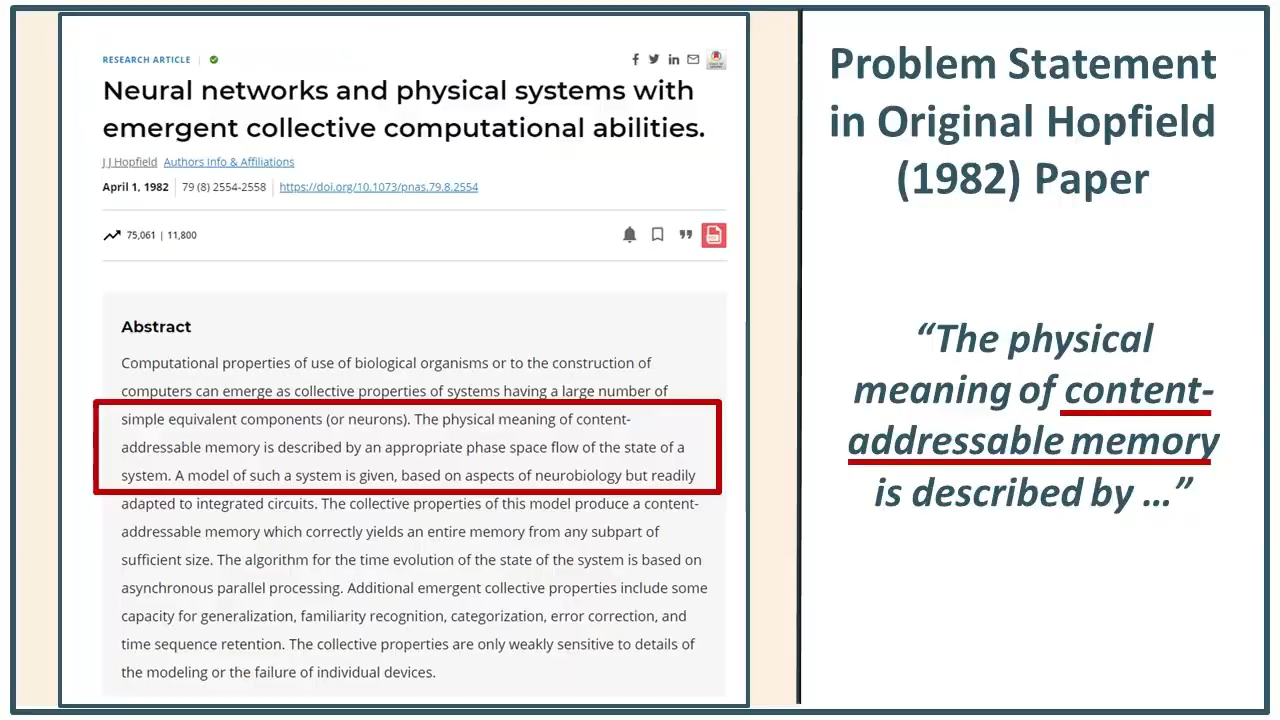 RESEARCH ARTICLE
Neural networks and physical systems with
emergent collective computational abilities.
J J Hopfield Authors Info & Affiliations
April 1, 1982 79 (8) 2554-2558 https://doi.org/10.1073/pnas.79.8.2554
75,061 | 11,800
Abstract
Computational properties of use of biological organisms or to the construction of
computers can emerge as collective properties of systems having a large number of
simple equivalent components (or neurons). The physical meaning of content-
addressable memory is described by an appropriate phase space flow of the state of a
system. A model of such a system is given, based on aspects of neurobiology but readily
adapted to integrated circuits. The collective properties of this model produce a content-
addressable memory which correctly yields an entire memory from any subpart of
sufficient size. The algorithm for the time evolution of the state of the system is based on
asynchronous parallel processing. Additional emergent collective properties include some
capacity for generalization, familiarity recognition, categorization, error correction, and
time sequence retention. The collective properties are only weakly sensitive to details of
the modeling or the failure of individual devices.
Problem Statement
in Original Hopfield
(1982) Paper
“The physical
meaning of content-
addressable memory
is described by …”